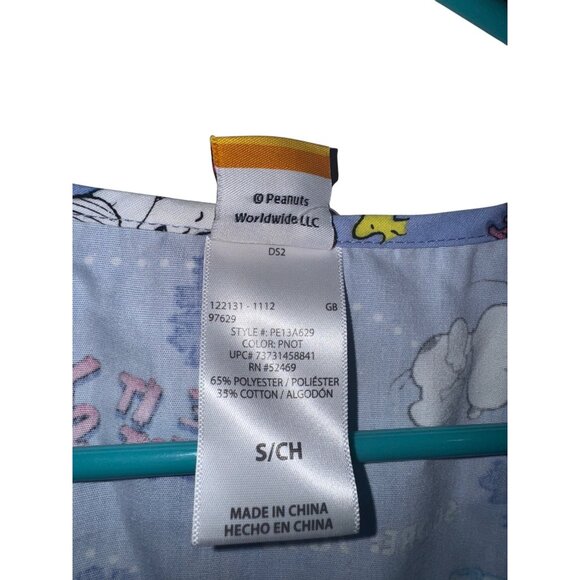 © Peanuts
Worldwide LLC
DS2
122131 - 1112 GB
97629
STYLE #: PE13A629
COLOR: PNOT
UPC# 73731458841
RN #52469
65% POLYESTER / POLIÉSTER
35% COTTON / ALGODÓN
S/CH
MADE IN CHINA
HECHO EN CHINA